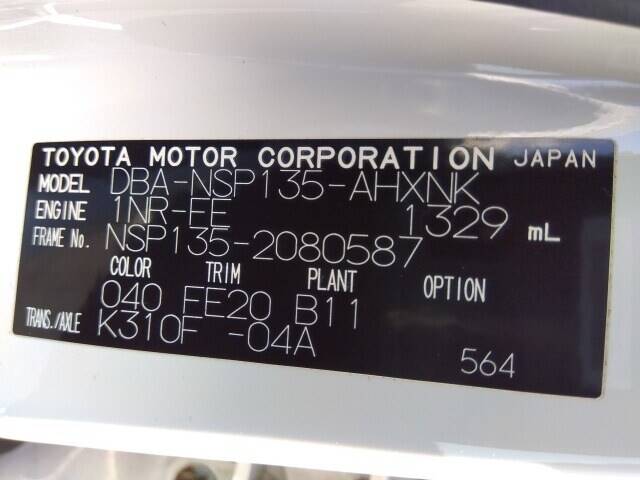 TOYOTA MOTOR CORPORATION JAPAN
MODEL DBA-NSP135-AHXNK
ENGINE 1NR-FE 1329 mL
FRAME No. NSP135-2080587
COLOR TRIM PLANT OPTION
040 FE20 B11
TRANS./AXLE K310F -04A
564